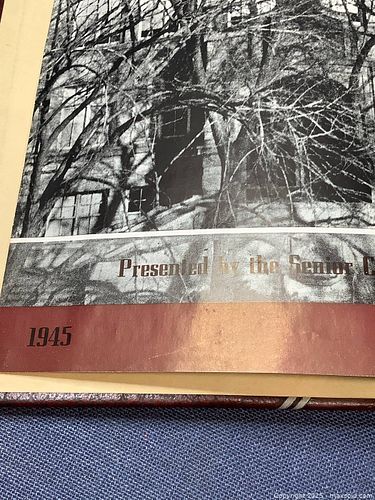 Presented by the Senior C
1945
Copyright 2025 - maxsold.com